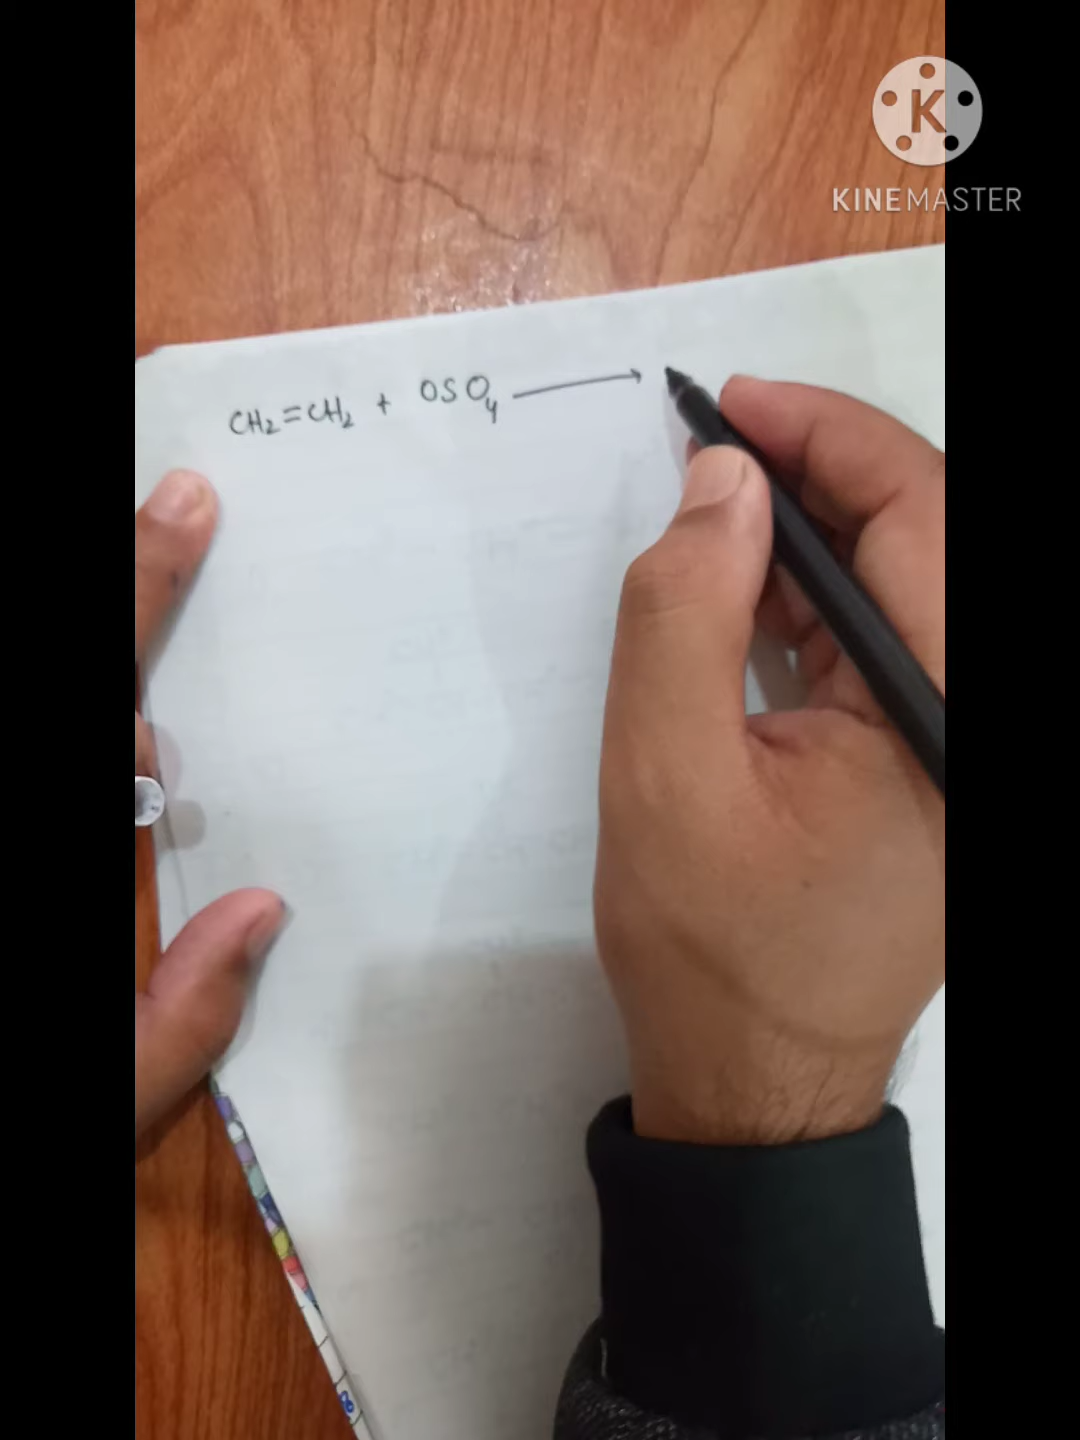 KINEMASTER
CH₂=CH₂ + OSO₄ →